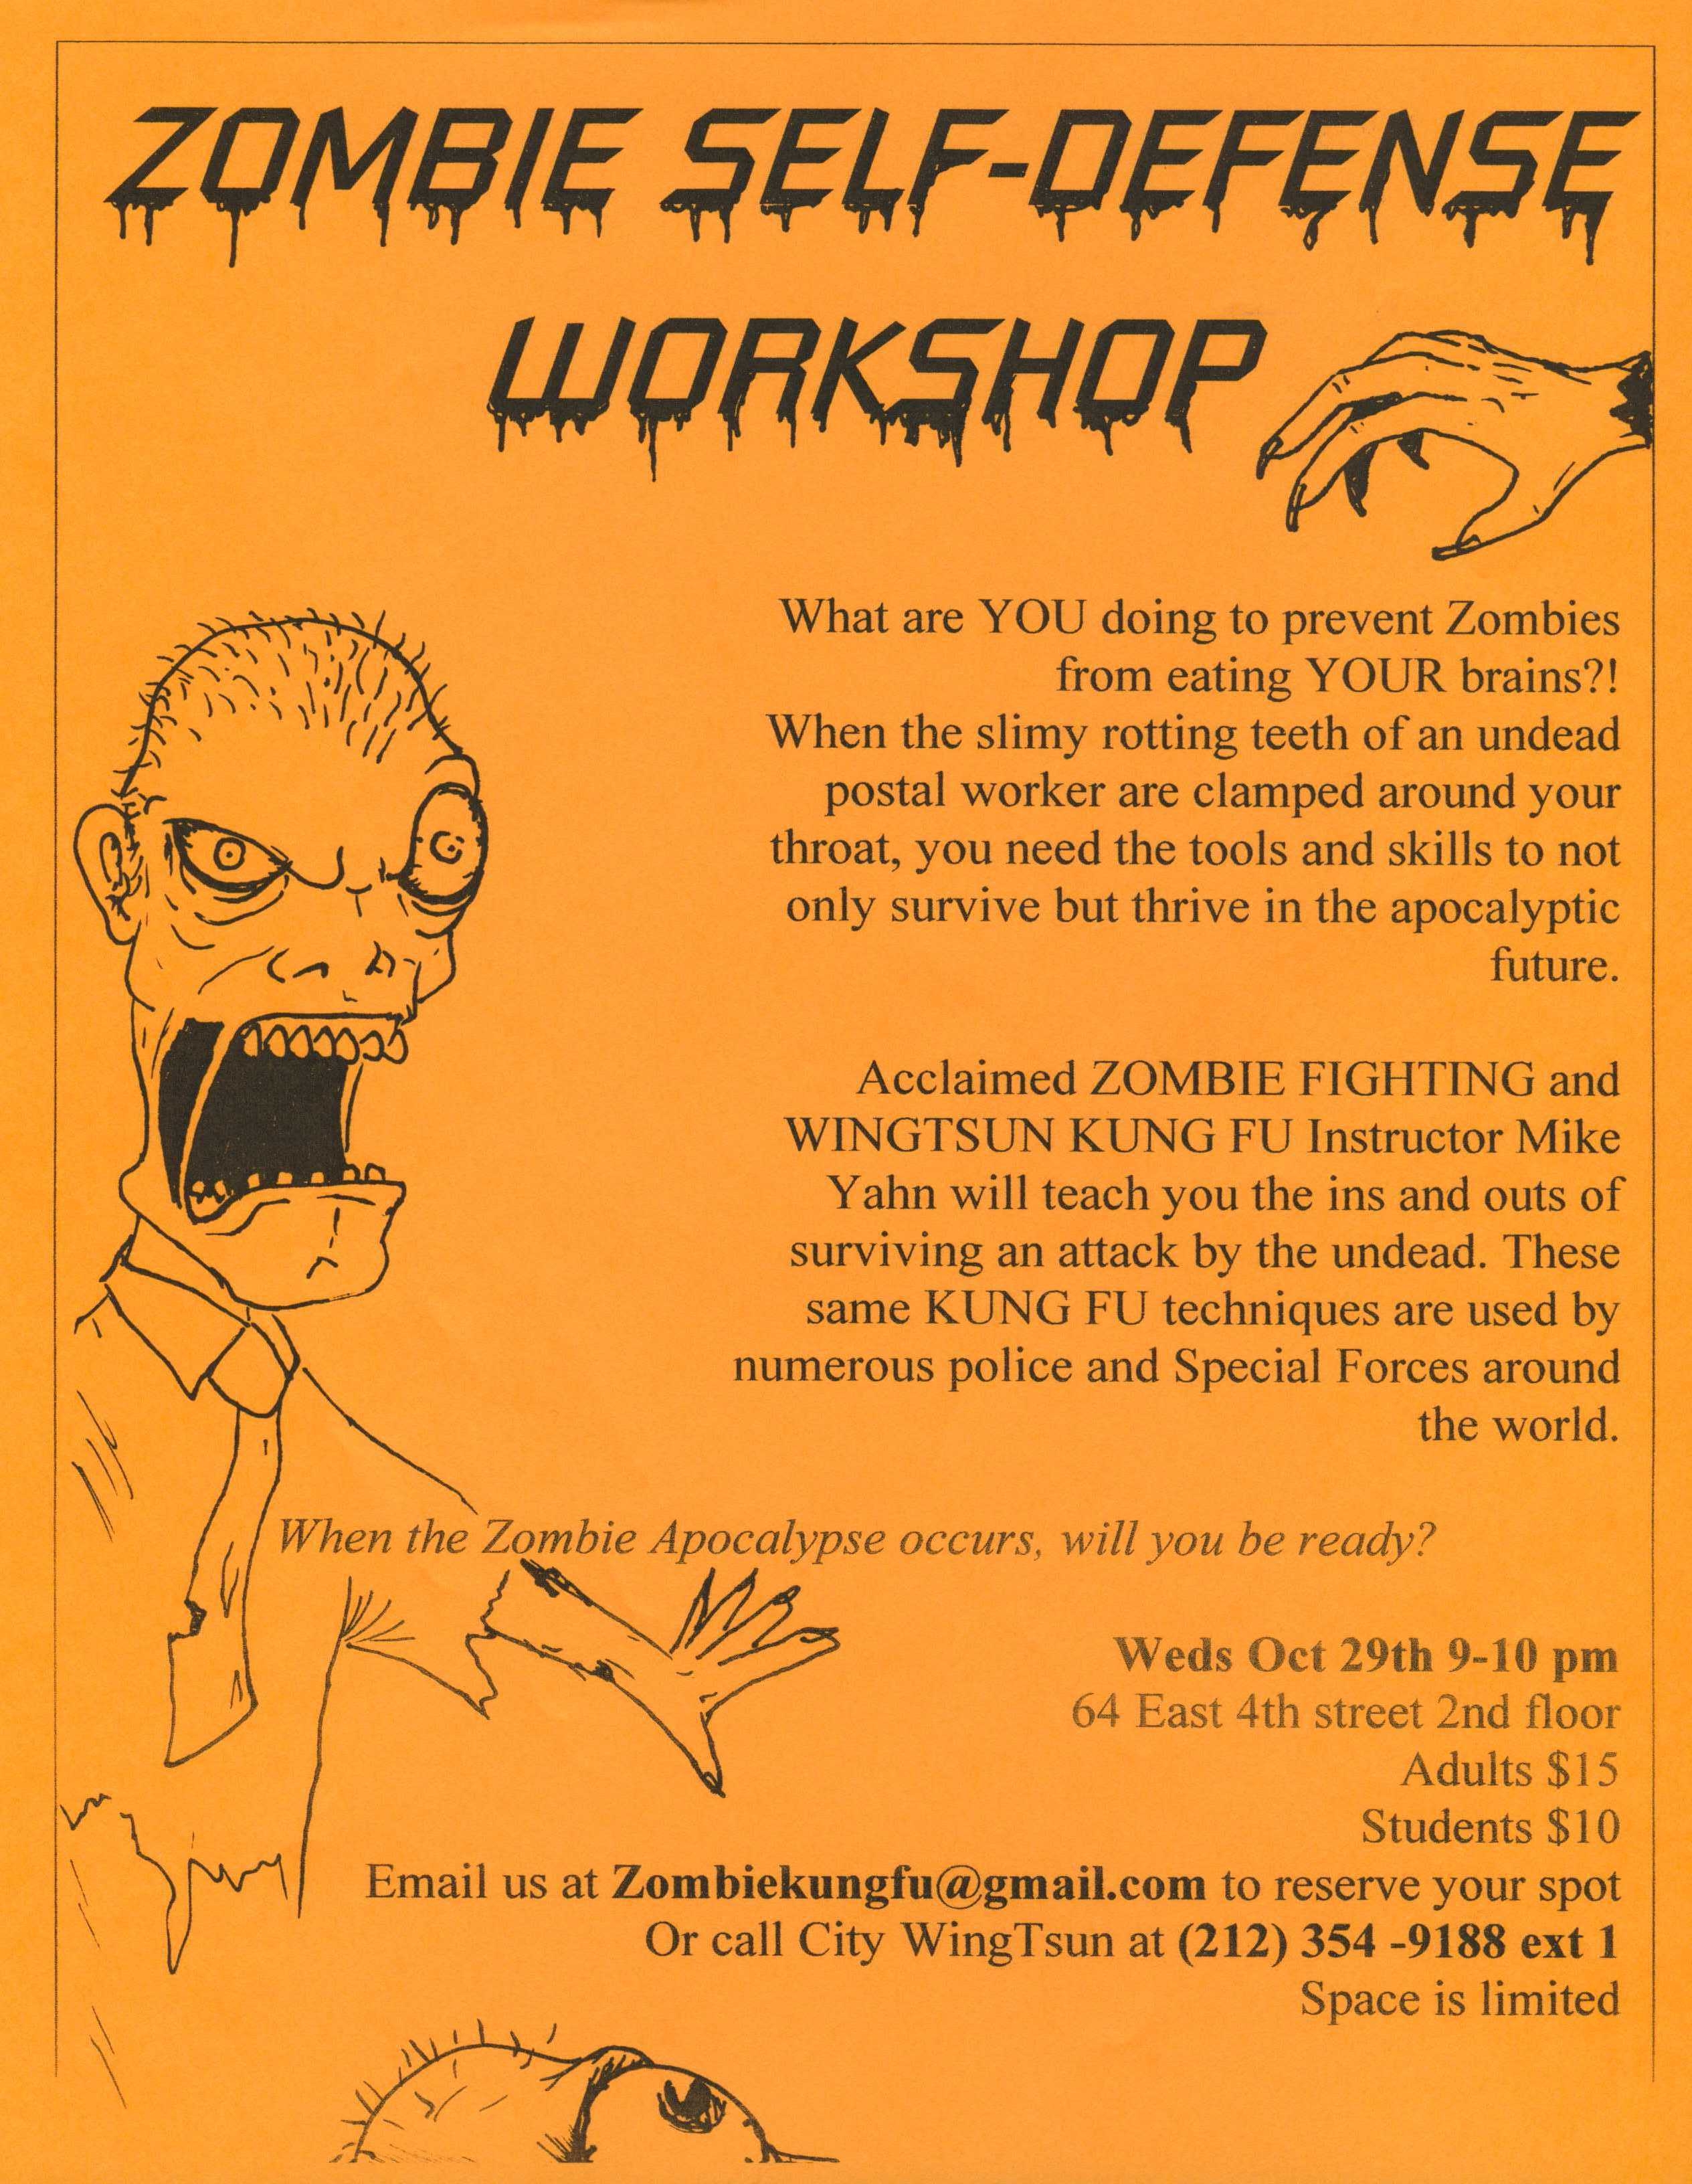 ZOMBIE SELF-DEFENSE
WORKSHOP
What are YOU doing to prevent Zombies
from eating YOUR brains?!
When the slimy rotting teeth of an undead
postal worker are clamped around your
throat, you need the tools and skills to not
only survive but thrive in the apocalyptic
future.
Acclaimed ZOMBIE FIGHTING and
WINGTSUN KUNG FU Instructor Mike
Yahn will teach you the ins and outs of
surviving an attack by the undead. These
same KUNG FU techniques are used by
numerous police and Special Forces around
the world.
When the Zombie Apocalypse occurs, will you be ready?
Weds Oct 29th 9-10 pm
64 East 4th street 2nd floor
Adults $15
Students $10
Email us at Zombiekungfu@gmail.com to reserve your spot
Or call City WingTsun at (212) 354 -9188 ext 1
Space is limited